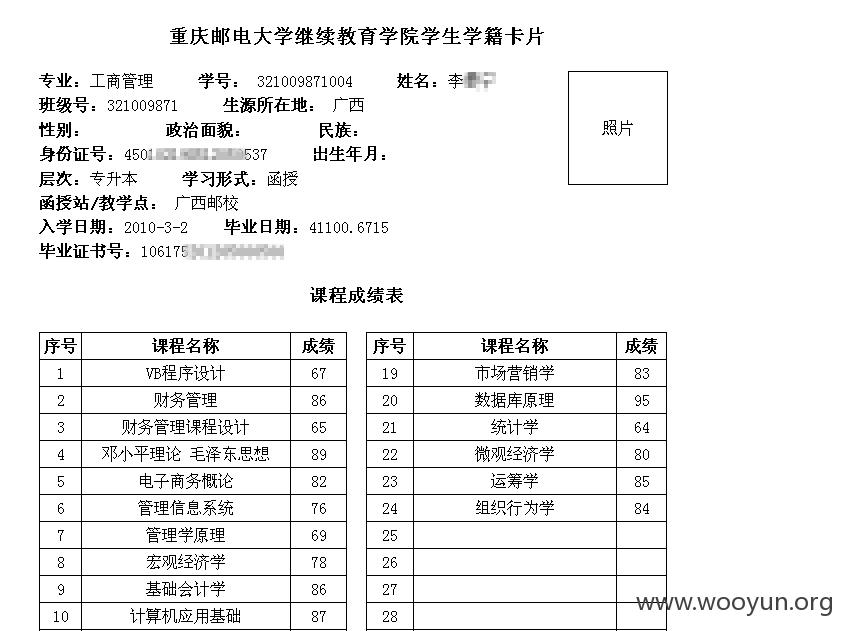 重庆邮电大学继续教育学院学生学籍卡片
专业：工商管理 学号： 321009871004 姓名：李
班级号：321009871 生源所在地： 广西
性别： 政治面貌： 民族：
照片
身份证号：4501 537 出生年月：
层次：专升本 学习形式：函授
函授站/教学点： 广西邮校
入学日期：2010-3-2 毕业日期：41100.6715
毕业证书号：106175
课程成绩表
序号 课程名称 成绩 序号 课程名称 成绩
1 VB程序设计 67 19 市场营销学 83
2 财务管理 86 20 数据库原理 95
3 财务管理课程设计 65 21 统计学 64
4 邓小平理论 毛泽东思想 89 22 微观经济学 80
5 电子商务概论 82 23 运筹学 85
6 管理信息系统 76 24 组织行为学 84
7 管理学原理 69 25
8 宏观经济学 78 26
9 基础会计学 86 27
10 计算机应用基础 87 28
www.wooyun.org